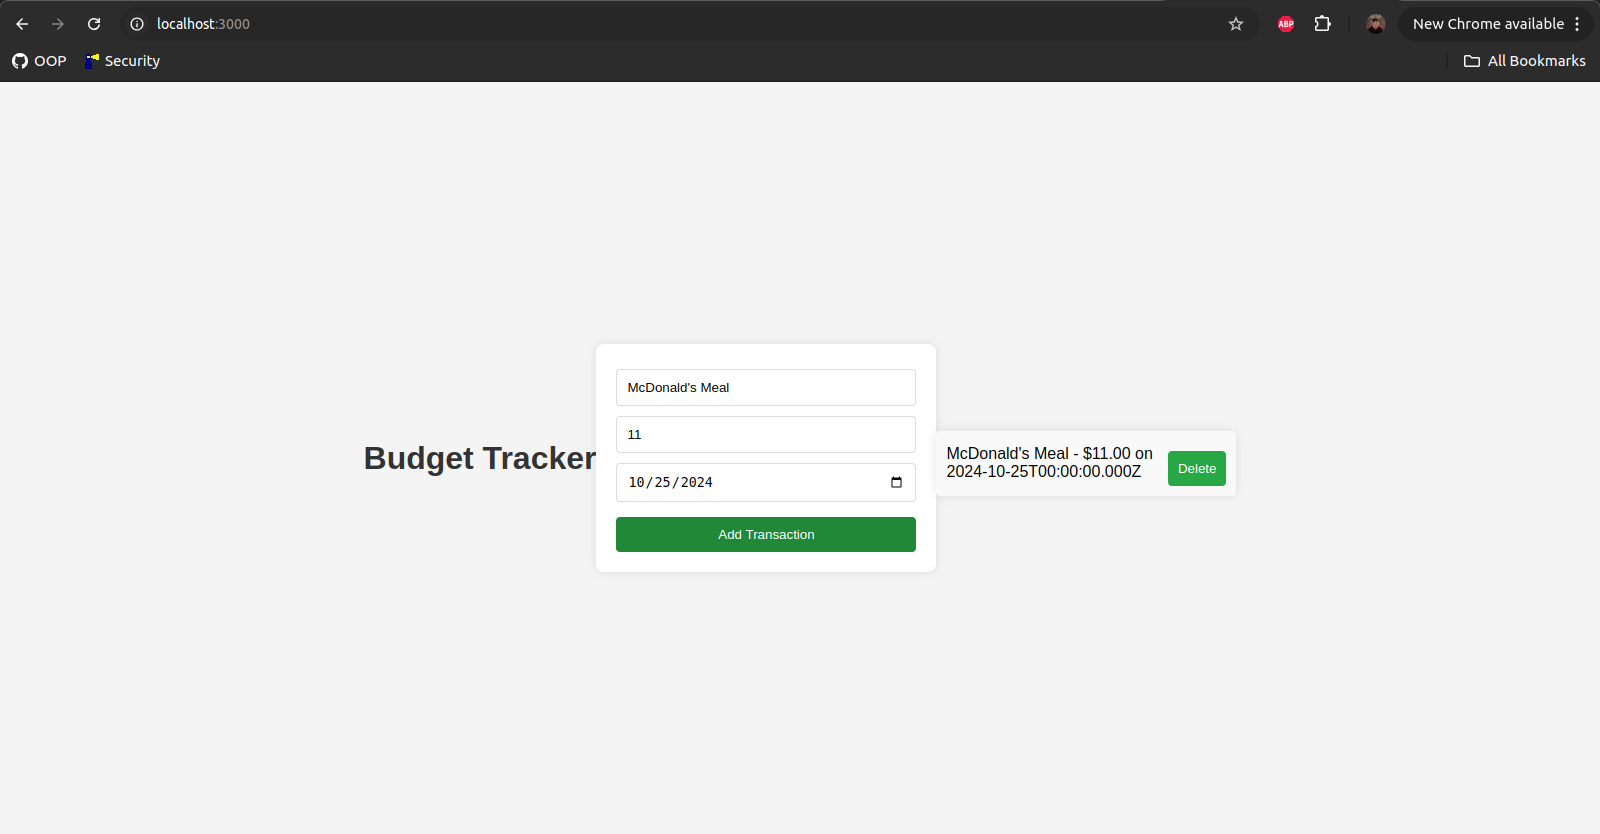 localhost:3000
ABP
New Chrome available
OOP
Security
All Bookmarks
Budget Tracker
McDonald's Meal
11
10/25/2024
Add Transaction
McDonald's Meal - $11.00 on
2024-10-25T00:00:00.000Z
Delete